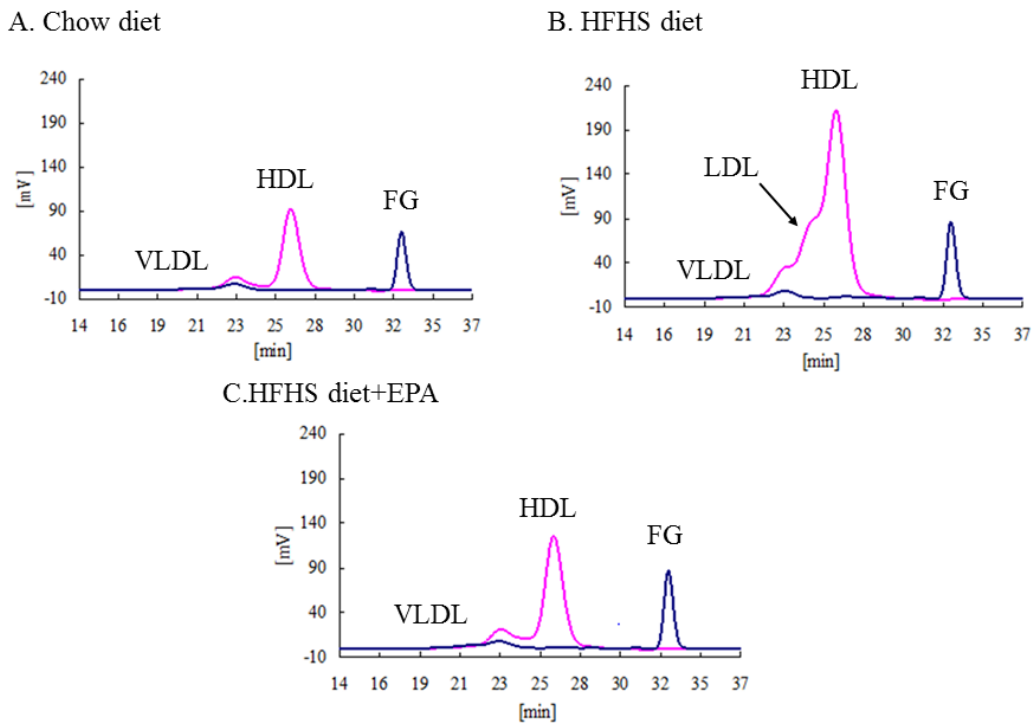 A. Chow diet
240
190
140
90
40
-10
[mV]
HDL
FG
VLDL
14 16 19 21 23 25 28 30 32 35 37
[min]
B. HFHS diet
240
190
140
90
40
-10
[mV]
HDL
LDL
FG
VLDL
14 16 19 21 23 26 30 32 35 37
[min]
C.HFHS diet+EPA
240
190
140
90
40
-10
[mV]
HDL
FG
VLDL
14 16 19 21 23 25 28 30 32 35 37
[min]